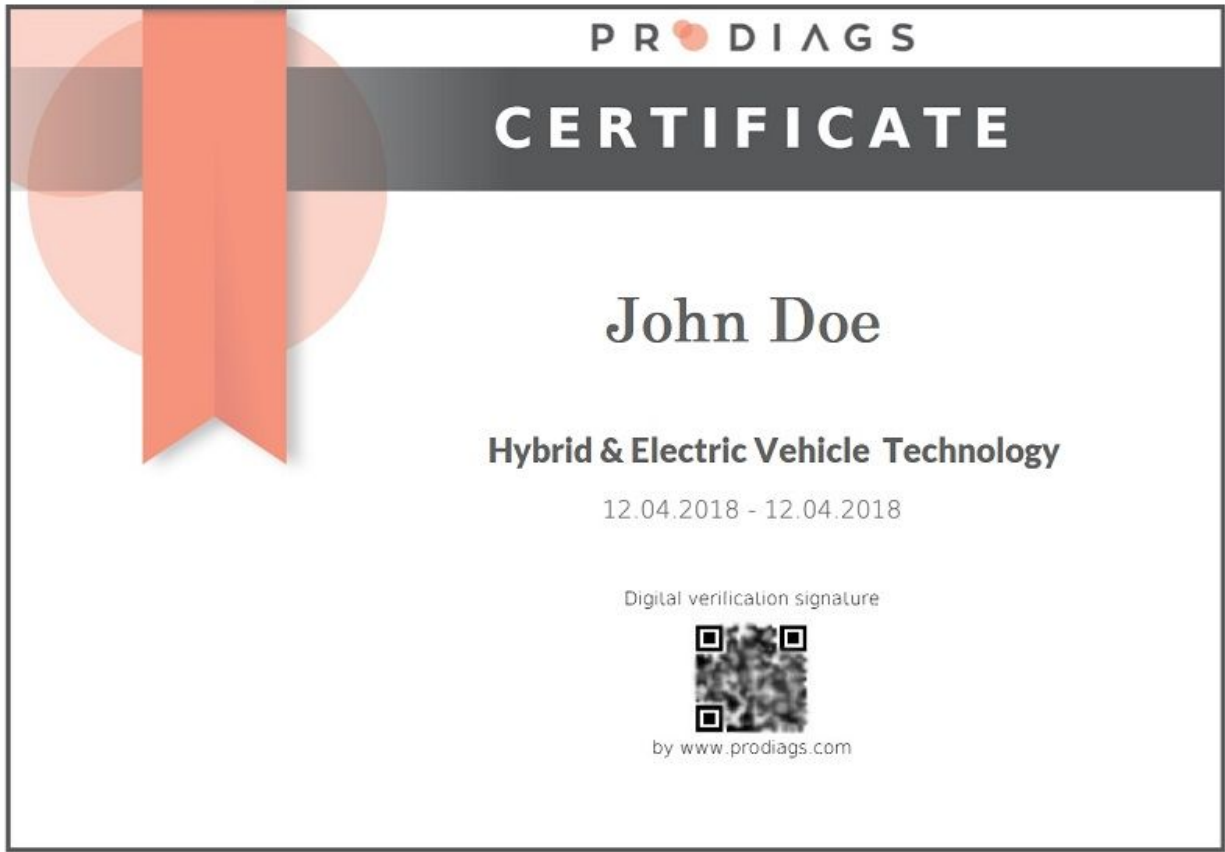 PRODIAGS
CERTIFICATE
John Doe
Hybrid & Electric Vehicle Technology
12.04.2018 - 12.04.2018
Digital verification signature
by www.prodiags.com